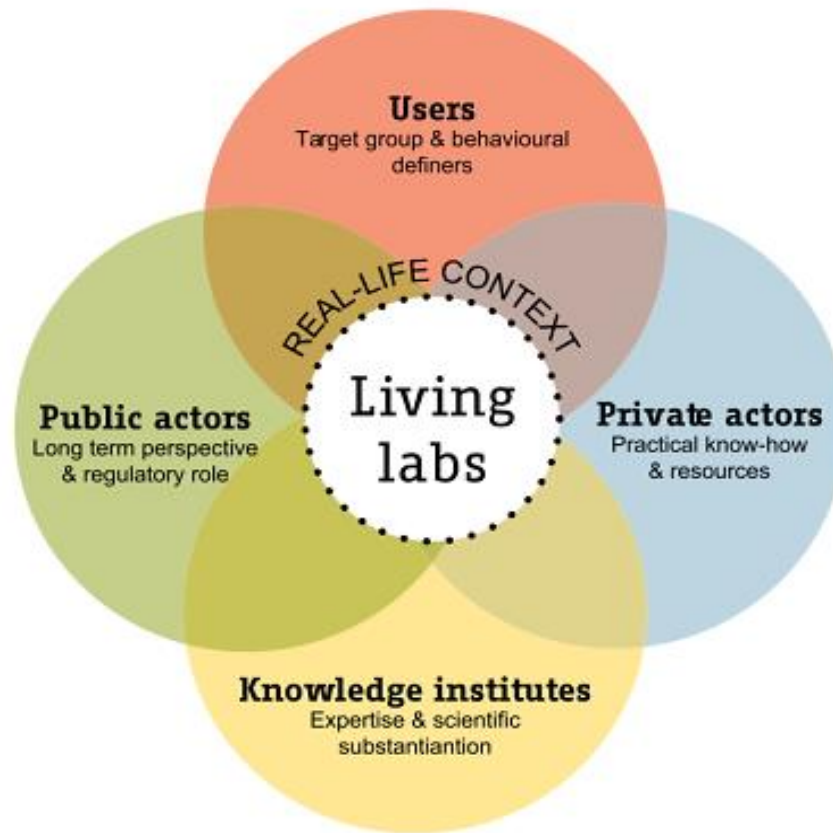 Users
Target group & behavioural
definers
REAL-LIFE CONTEXT
Living
labs
Public actors
Long term perspective
& regulatory role
Private actors
Practical know-how
& resources
Knowledge institutes
Expertise & scientific
substantiantion